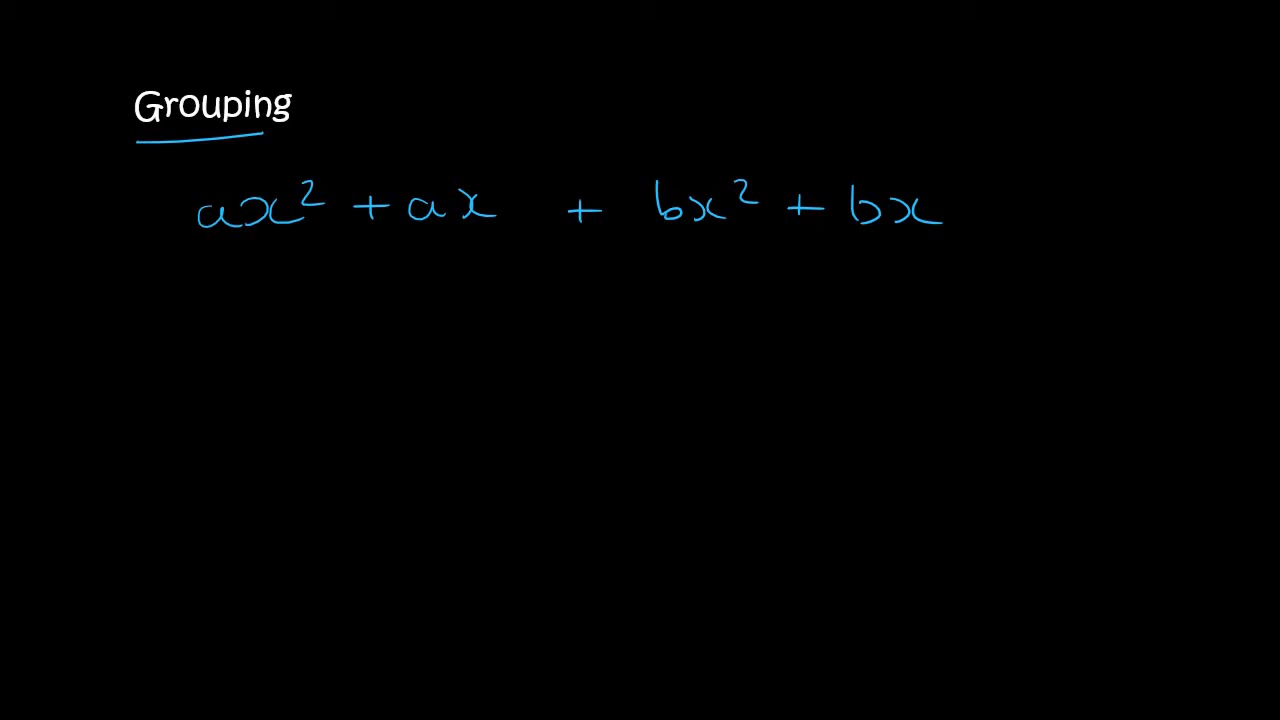 Grouping
ax² + ax + bx² + bx